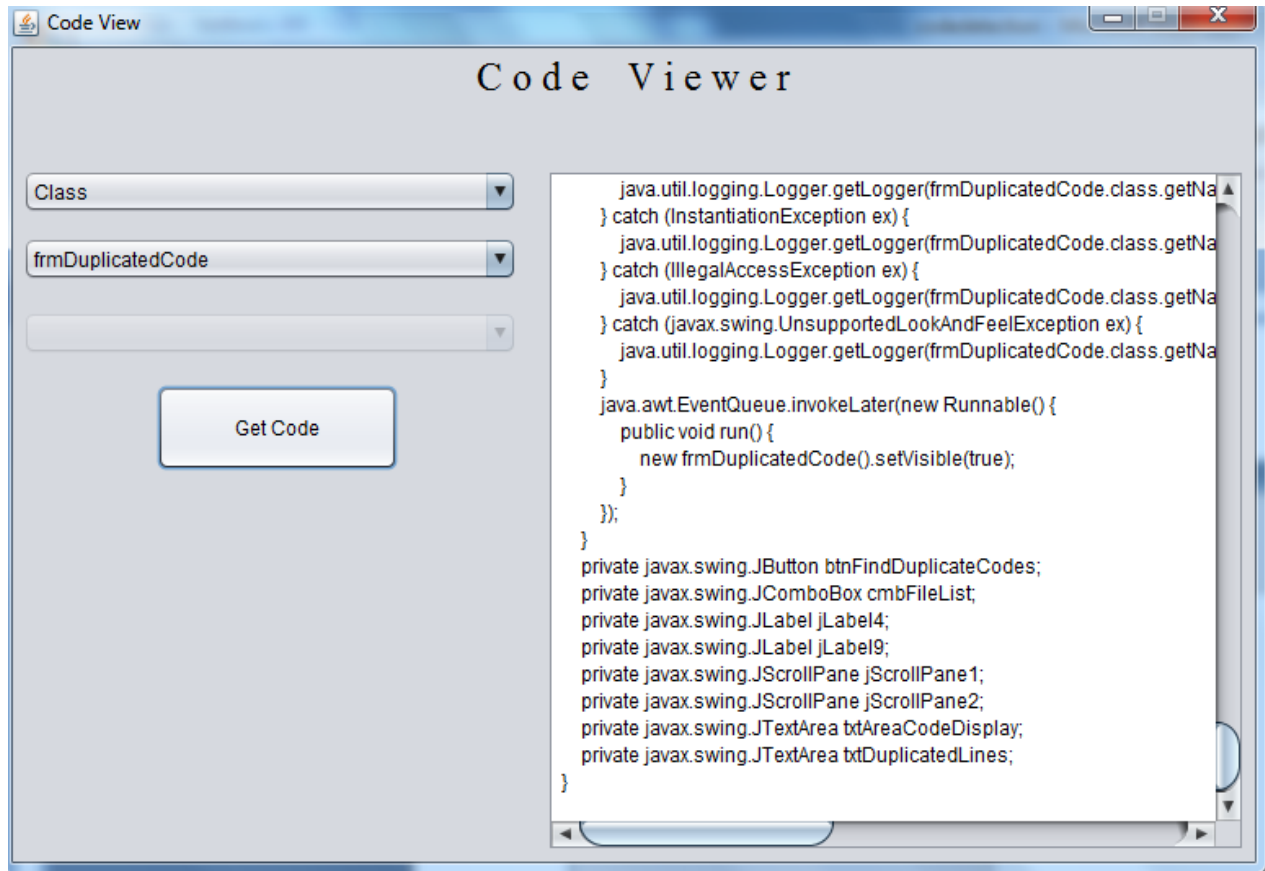 Code View
Code Viewer
Class
frmDuplicatedCode
Get Code
java.util.logging.Logger.getLogger(frmDuplicatedCode.class.getNa
} catch (InstantiationException ex) {
java.util.logging.Logger.getLogger(frmDuplicatedCode.class.getNa
} catch (IllegalAccessException ex) {
java.util.logging.Logger.getLogger(frmDuplicatedCode.class.getNa
} catch (javax.swing.UnsupportedLookAndFeelException ex) {
java.util.logging.Logger.getLogger(frmDuplicatedCode.class.getNa
}
java.awt.EventQueue.invokeLater(new Runnable() {
public void run() {
new frmDuplicatedCode().setVisible(true);
}
});
}
private javax.swing.JButton btnFindDuplicateCodes;
private javax.swing.JComboBox cmbFileList;
private javax.swing.JLabel jLabel4;
private javax.swing.JLabel jLabel9;
private javax.swing.JScrollPane jScrollPane1;
private javax.swing.JScrollPane jScrollPane2;
private javax.swing.JTextArea txtAreaCodeDisplay;
private javax.swing.JTextArea txtDuplicatedLines;
}